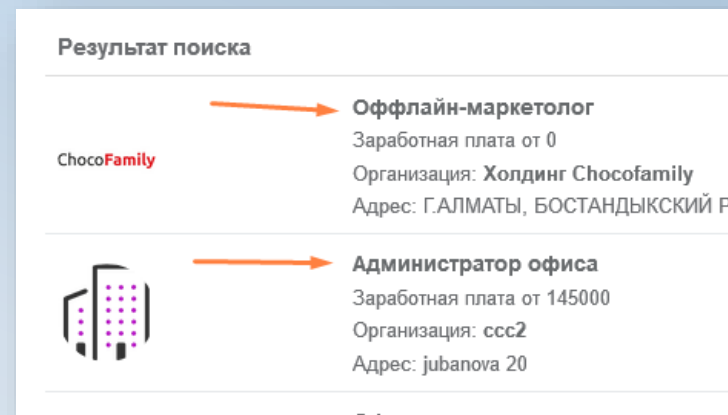 Результат поиска
Оффлайн-маркетолог
Заработная плата от 0
ChocoFamily
Организация: Холдинг Chocofamily
Адрес: Г.АЛМАТЫ, БОСТАНДЫКСКИЙ Р
Администратор офиса
Заработная плата от 145000
Организация: ccc2
Адрес: jubanova 20